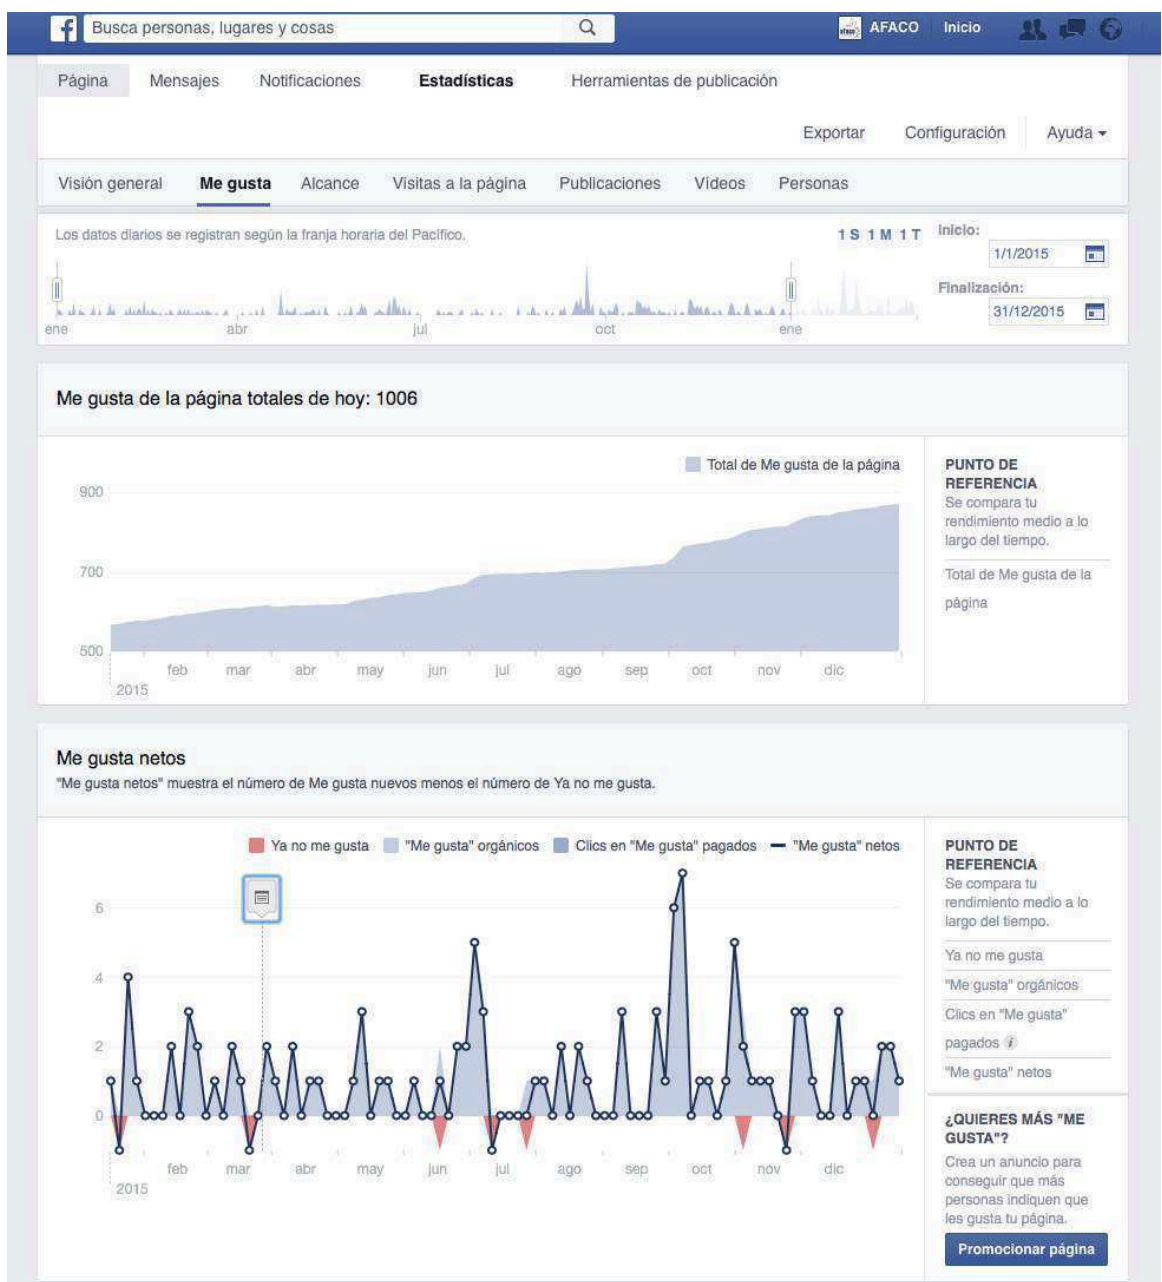 Busca personas, lugares y cosas
AFACO Inicio
Página Mensajes Notificaciones Estadísticas Herramientas de publicación
Exportar Configuración Ayuda
Visión general Me gusta Alcance Visitas a la página Publicaciones Vídeos Personas
Los datos diarios se registran según la franja horaria del Pacífico.
1 S 1 M 1 T
Inicio:
1/1/2015
Finalización:
31/12/2015
ene abr jul oct ene
Me gusta de la página totales de hoy: 1006
Total de Me gusta de la página
900
700
500
feb mar abr may jun jul ago sep oct nov dic
2015
PUNTO DE
REFERENCIA
Se compara tu
rendimiento medio a lo
largo del tiempo.
Total de Me gusta de la
página
Me gusta netos
"Me gusta netos" muestra el número de Me gusta nuevos menos el número de Ya no me gusta.
Ya no me gusta "Me gusta" orgánicos Clics en "Me gusta" pagados "Me gusta" netos
6
4
2
0
feb mar abr may jun jul ago sep oct nov dic
2015
PUNTO DE
REFERENCIA
Se compara tu
rendimiento medio a lo
largo del tiempo.
Ya no me gusta
"Me gusta" orgánicos
Clics en "Me gusta"
pagados i
"Me gusta" netos
¿QUIERES MÁS "ME
GUSTA"?
Crea un anuncio para
conseguir que más
personas indiquen que
les gusta tu página.
Promocionar página